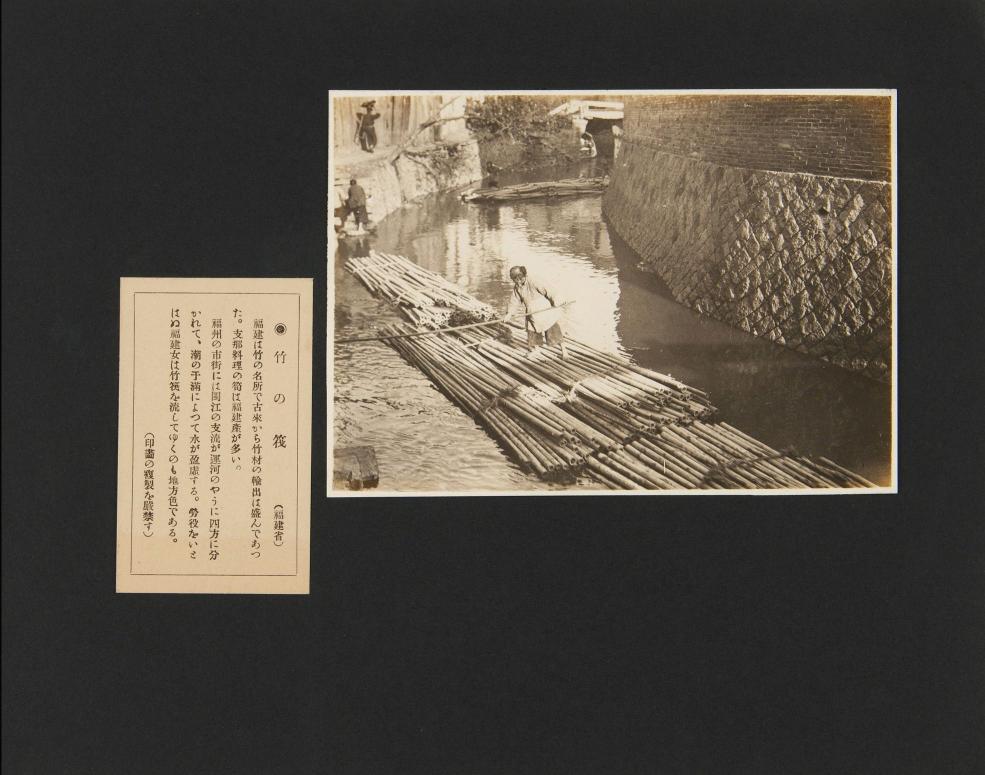 ◉竹の筏　（福建省）
福建は竹の名所で古来から竹材の輸出は盛んであつ
た。支那料理の筍は福建産が多い。
福州の市街には閩江の支流が運河のやうに四方に分
かれて、潮の干満によつて水が盈虚する。勞役をいと
はぬ福建女は竹筏を流してゆくのも地方色である。
（印畵の複製を嚴禁す）